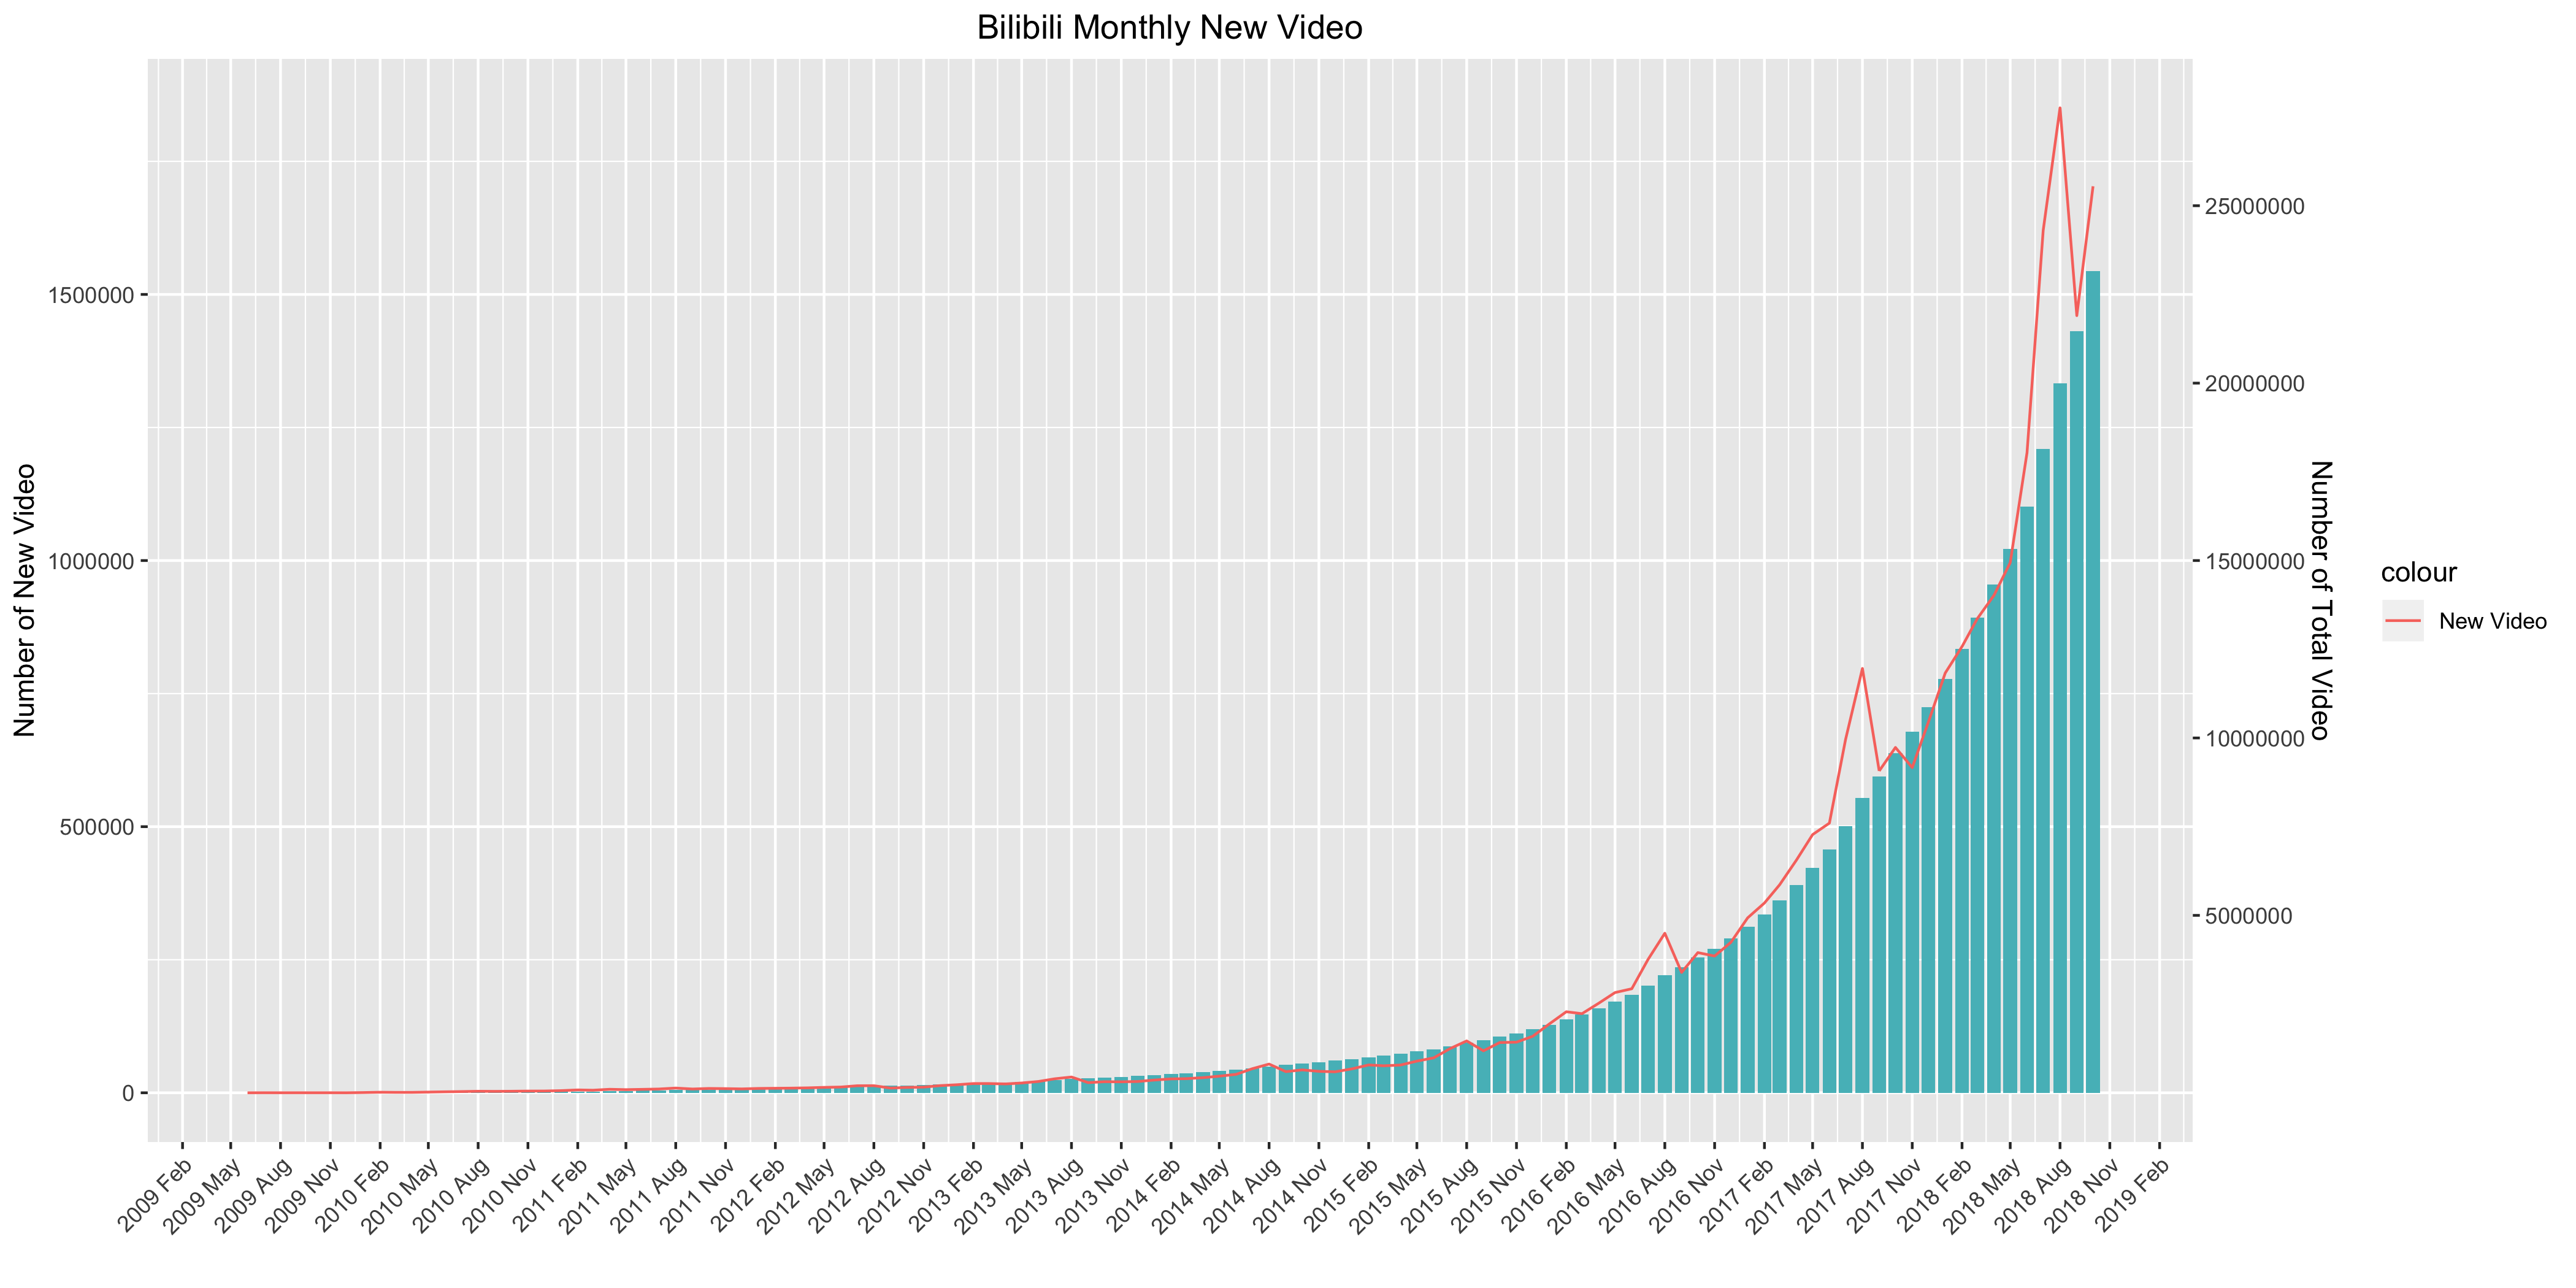 Bilibili Monthly New Video
Number of New Video
1500000
1000000
500000
0
25000000
20000000
15000000
10000000
5000000
Number of Total Video
colour
New Video
2009 Feb
2009 May
2009 Aug
2009 Nov
2010 Feb
2010 May
2010 Aug
2010 Nov
2011 Feb
2011 May
2011 Aug
2011 Nov
2012 Feb
2012 May
2012 Aug
2012 Nov
2013 Feb
2013 May
2013 Aug
2013 Nov
2014 Feb
2014 May
2014 Aug
2014 Nov
2015 Feb
2015 May
2015 Aug
2015 Nov
2016 Feb
2016 May
2016 Aug
2016 Nov
2017 Feb
2017 May
2017 Aug
2017 Nov
2018 Feb
2018 May
2018 Aug
2018 Nov
2019 Feb